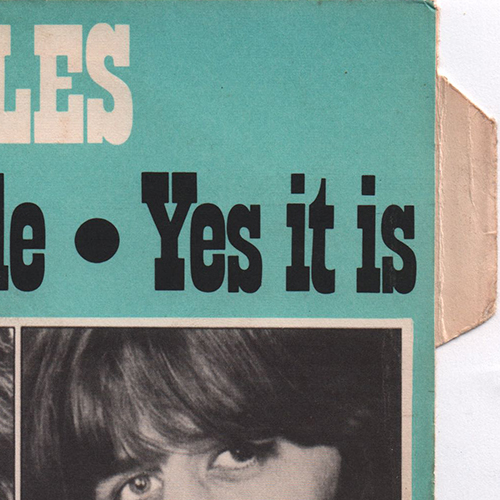 LES
le • Yes it is